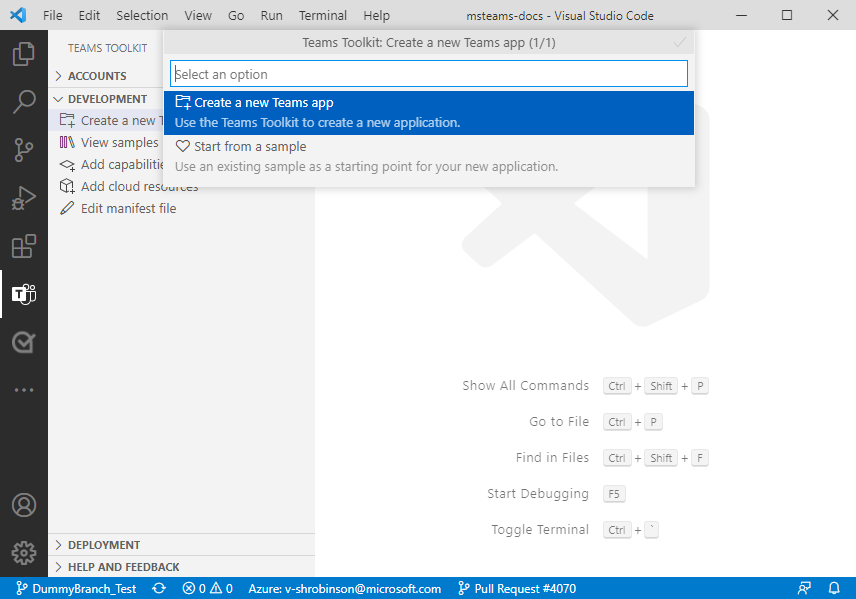 File Edit Selection View Go Run Terminal Help msteams-docs - Visual Studio Code
TEAMS TOOLKIT
Teams Toolkit: Create a new Teams app (1/1)
Select an option
Create a new Teams app
Use the Teams Toolkit to create a new application.
Start from a sample
Use an existing sample as a starting point for your new application.
ACCOUNTS
DEVELOPMENT
Create a new T
View samples
Add capabilitie
Add cloud resources
Edit manifest file
Show All Commands Ctrl + Shift + P
Go to File Ctrl + P
Find in Files Ctrl + Shift + F
Start Debugging F5
Toggle Terminal Ctrl + `
DEPLOYMENT
HELP AND FEEDBACK
DummyBranch_Test 0 0 Azure: v-shrobinson@microsoft.com Pull Request #4070